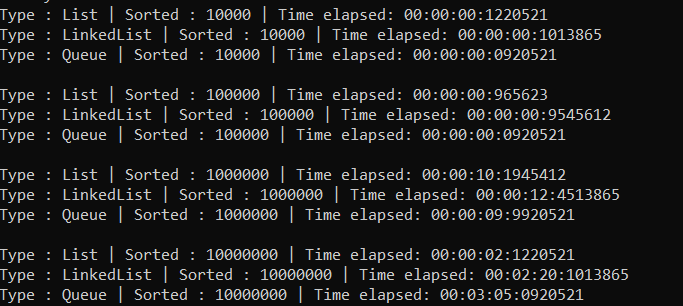 Type : List | Sorted : 10000 | Time elapsed: 00:00:00:1220521
Type : LinkedList | Sorted : 10000 | Time elapsed: 00:00:00:1013865
Type : Queue | Sorted : 10000 | Time elapsed: 00:00:00:0920521
Type : List | Sorted : 100000 | Time elapsed: 00:00:00:965623
Type : LinkedList | Sorted : 100000 | Time elapsed: 00:00:00:9545612
Type : Queue | Sorted : 100000 | Time elapsed: 00:00:00:0920521
Type : List | Sorted : 1000000 | Time elapsed: 00:00:10:1945412
Type : LinkedList | Sorted : 1000000 | Time elapsed: 00:00:12:4513865
Type : Queue | Sorted : 1000000 | Time elapsed: 00:00:09:9920521
Type : List | Sorted : 10000000 | Time elapsed: 00:00:02:1220521
Type : LinkedList | Sorted : 10000000 | Time elapsed: 00:02:20:1013865
Type : Queue | Sorted : 10000000 | Time elapsed: 00:03:05:0920521